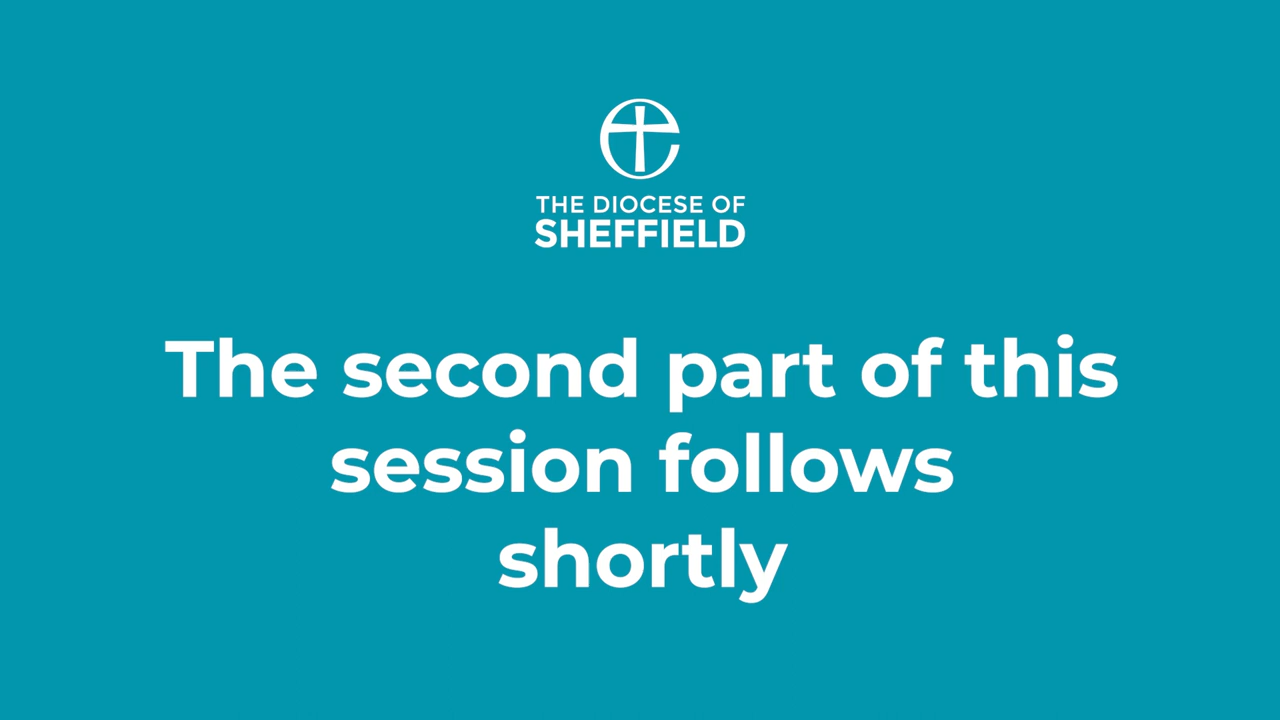 THE DIOCESE OF
SHEFFIELD
The second part of this
session follows
shortly